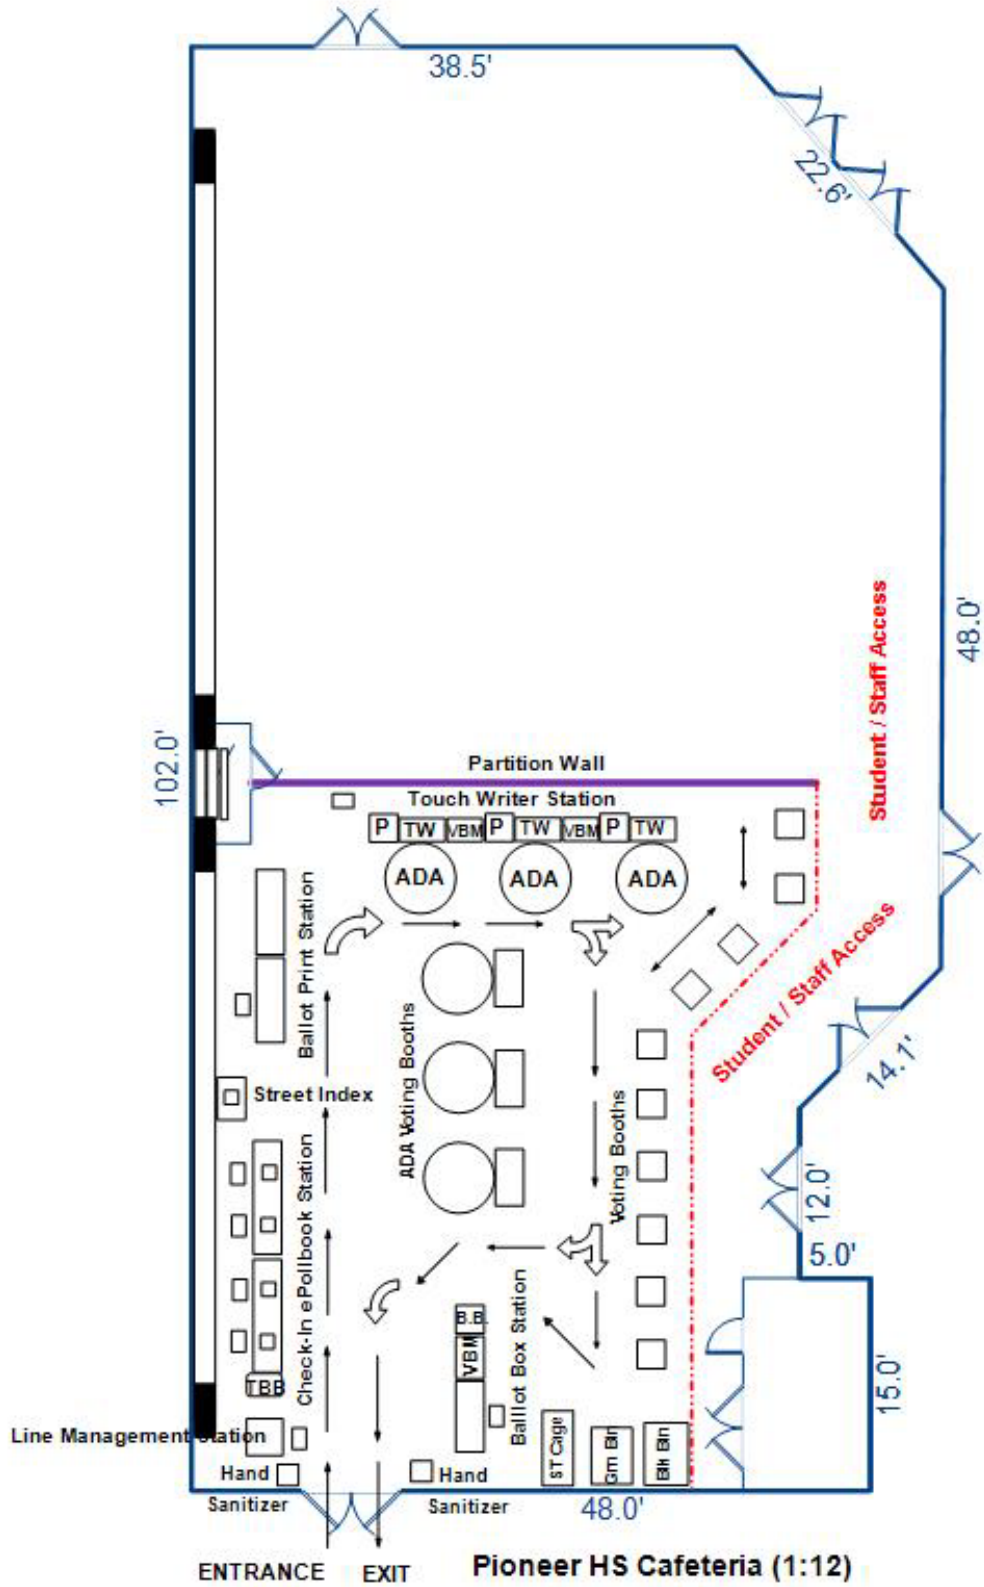 38.5'
22.6'
48.0'
Student / Staff Access
102.0'
Partition Wall
Touch Writer Station
P TW VBM P TW VBM P TW
ADA ADA ADA
Ballot Print Station
Student / Staff Access
14.1'
ADA Voting Booths
Street Index
Voting Booths
12.0'
5.0'
Check-In ePollbook Station
B.B.
VBM
Balllot Box Station
TBB
15.0'
Line Management Station
ST Cage
Grn Bin
Blk Bin
Hand
Sanitizer
Hand
Sanitizer
48.0'
ENTRANCE EXIT
Pioneer HS Cafeteria (1:12)